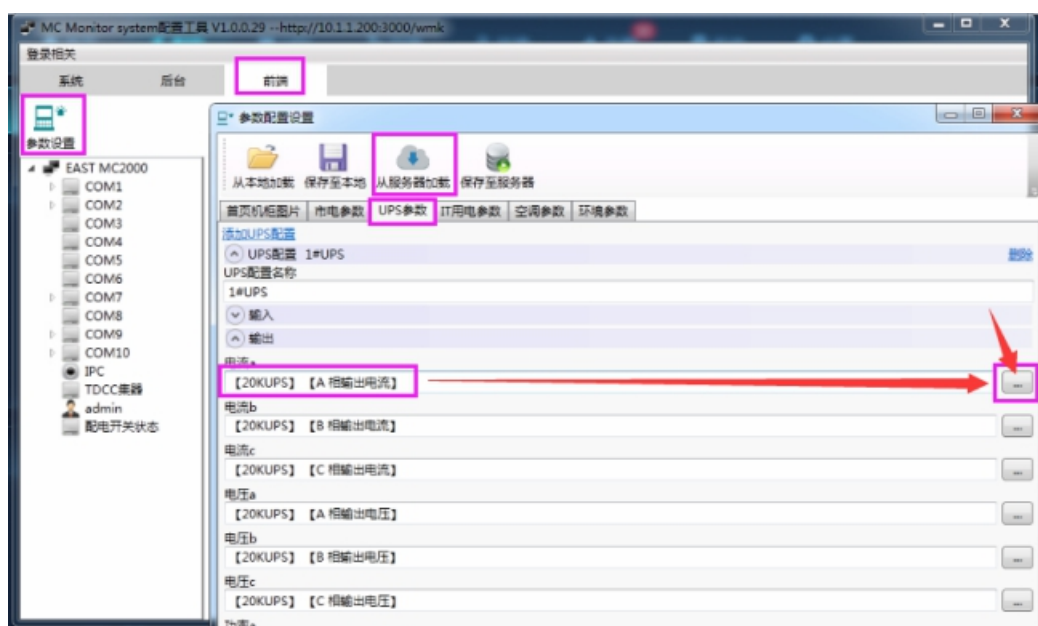 MC Monitor system配置工具 V1.0.0.29 --http://10.1.1.200:3000/wmk
登录相关
系统 后台 前端
参数设置
EAST MC2000
COM1
COM2
COM3
COM4
COM5
COM6
COM7
COM8
COM9
COM10
IPC
TDCC集器
admin
配电开关状态
参数配置设置
从本地加载 保存至本地 从服务器加载 保存至服务器
首页机柜图片 市电参数 UPS参数 IT用电参数 空调参数 环境参数
添加UPS配置
UPS配置 1#UPS 删除
UPS配置名称
1#UPS
输入
输出
电流a
【20KUPS】【A 相输出电流】 ...
电流b
【20KUPS】【B 相输出电流】 ...
电流c
【20KUPS】【C 相输出电流】 ...
电压a
【20KUPS】【A 相输出电压】 ...
电压b
【20KUPS】【B 相输出电压】 ...
电压c
【20KUPS】【C 相输出电压】 ...